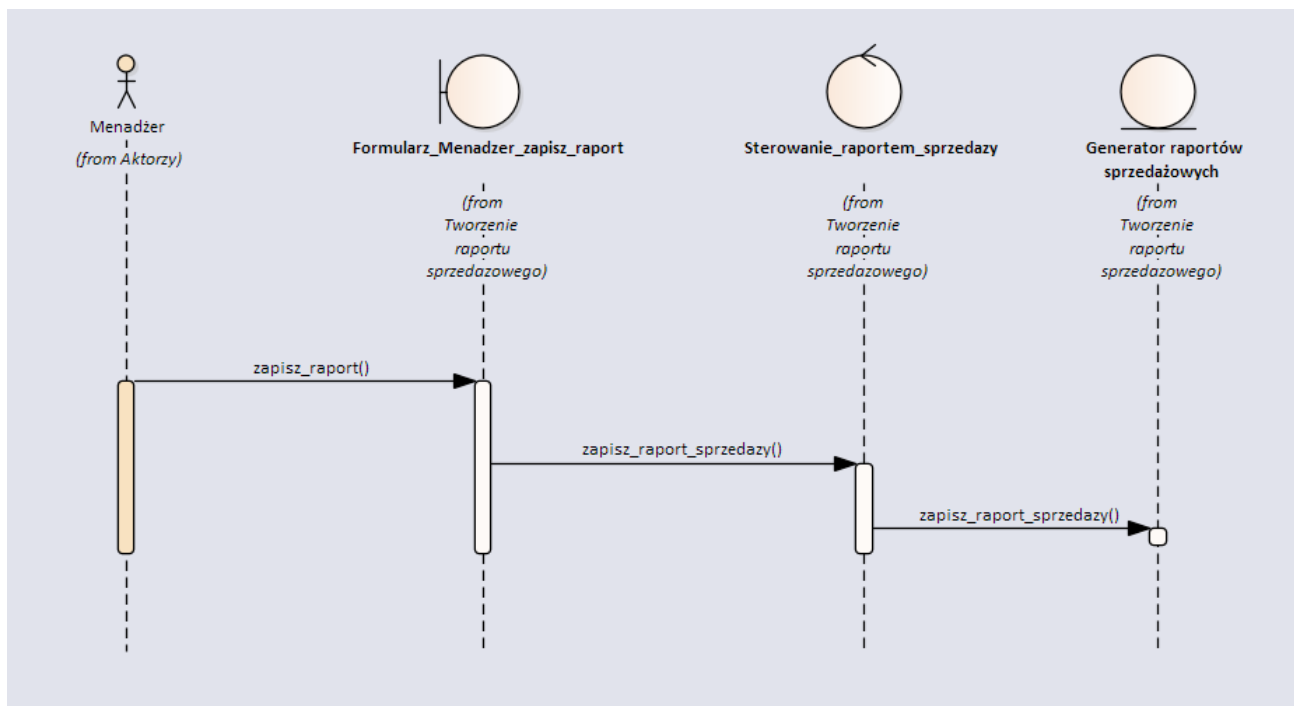 Menadżer
(from Aktorzy)
Formularz_Menadzer_zapisz_raport
(from
Tworzenie
raportu
sprzedazowego)
Sterowanie_raportem_sprzedazy
(from
Tworzenie
raportu
sprzedazowego)
Generator raportów
sprzedażowych
(from
Tworzenie
raportu
sprzedazowego)
zapisz_raport()
zapisz_raport_sprzedazy()
zapisz_raport_sprzedazy()